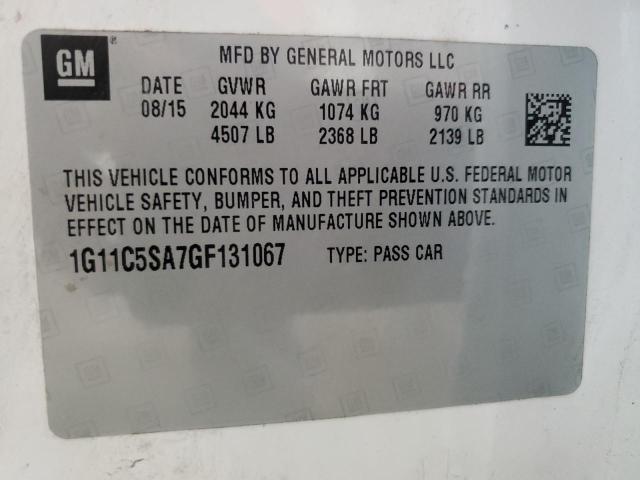 GM
MFD BY GENERAL MOTORS LLC
DATE GVWR GAWR FRT GAWR RR
08/15 2044 KG 1074 KG 970 KG
4507 LB 2368 LB 2139 LB
THIS VEHICLE CONFORMS TO ALL APPLICABLE U.S. FEDERAL MOTOR
VEHICLE SAFETY, BUMPER, AND THEFT PREVENTION STANDARDS IN
EFFECT ON THE DATE OF MANUFACTURE SHOWN ABOVE.
1G11C5SA7GF131067 TYPE: PASS CAR